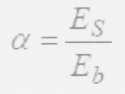 α = E_S / E_b